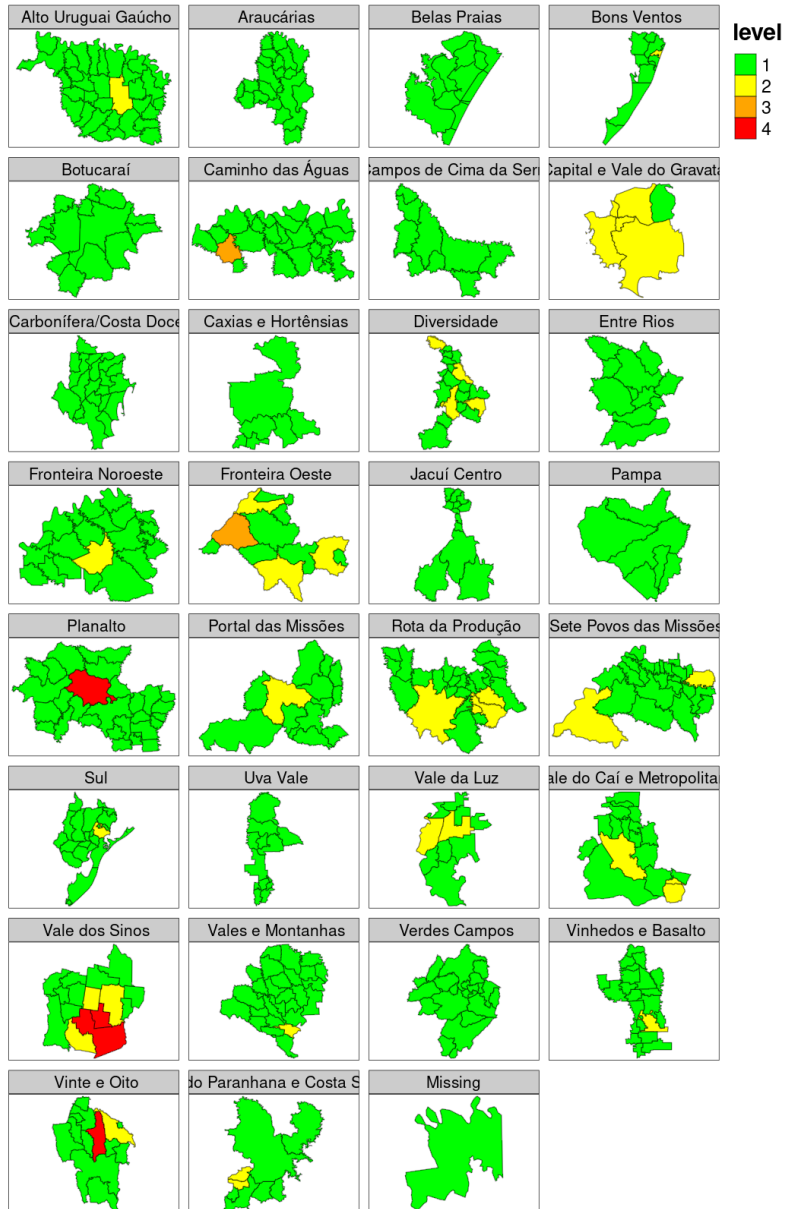 Alto Uruguai Gaúcho
Araucárias
Belas Praias
Bons Ventos
level
1
2
3
4
Botucaraí
Caminho das Águas
Campos de Cima da Serr
Capital e Vale do Gravata
Carbonífera/Costa Doce
Caxias e Hortênsias
Diversidade
Entre Rios
Fronteira Noroeste
Fronteira Oeste
Jacuí Centro
Pampa
Planalto
Portal das Missões
Rota da Produção
Sete Povos das Missões
Sul
Uva Vale
Vale da Luz
ale do Caí e Metropolita
Vale dos Sinos
Vales e Montanhas
Verdes Campos
Vinhedos e Basalto
Vinte e Oito
do Paranhana e Costa S
Missing